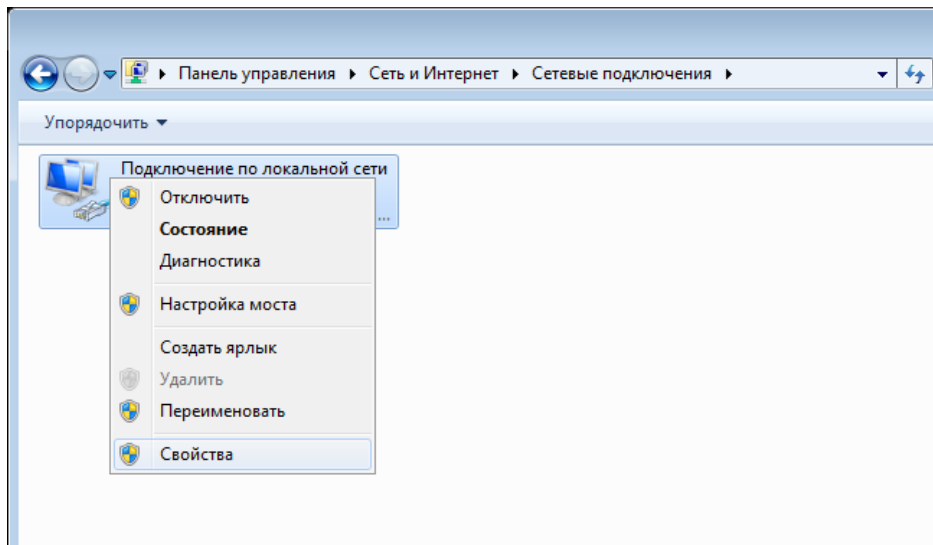 Панель управления Сеть и Интернет Сетевые подключения
Упорядочить
Подключение по локальной сети
...
Отключить
Состояние
Диагностика
Настройка моста
Создать ярлык
Удалить
Переименовать
Свойства